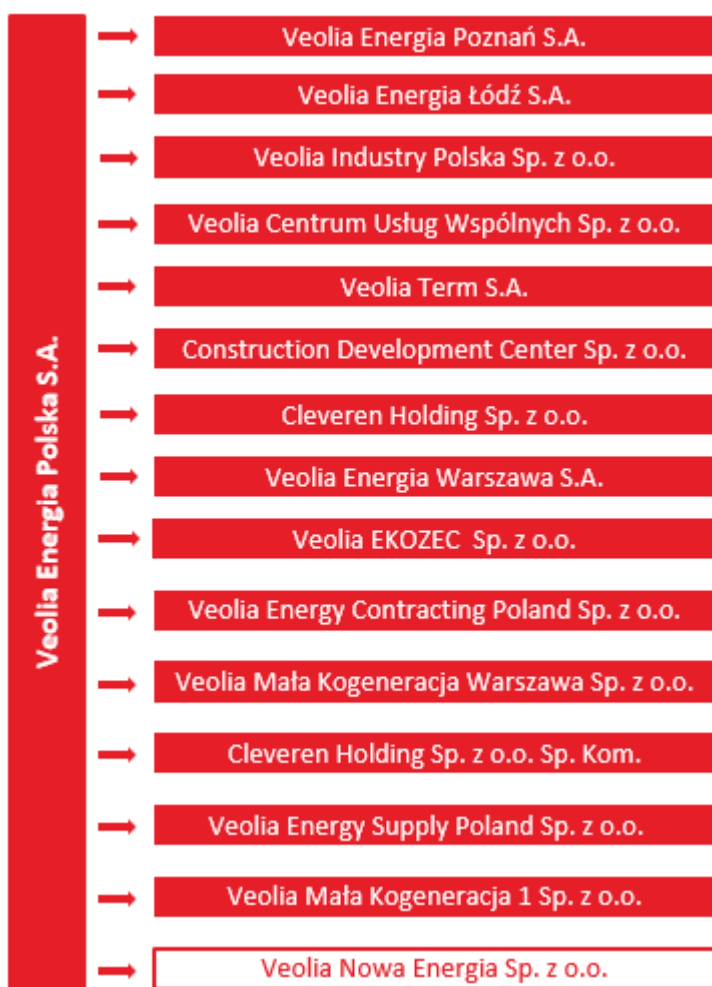 Veolia Energia Polska S.A.
Veolia Energia Poznań S.A.
Veolia Energia Łódź S.A.
Veolia Industry Polska Sp. z o.o.
Veolia Centrum Usług Wspólnych Sp. z o.o.
Veolia Term S.A.
Construction Development Center Sp. z o.o.
Cleveren Holding Sp. z o.o.
Veolia Energia Warszawa S.A.
Veolia EKOZEC Sp. z o.o.
Veolia Energy Contracting Poland Sp. z o.o.
Veolia Mała Kogeneracja Warszawa Sp. z o.o.
Cleveren Holding Sp. z o.o. Sp. Kom.
Veolia Energy Supply Poland Sp. z o.o.
Veolia Mała Kogeneracja 1 Sp. z o.o.
Veolia Nowa Energia Sp. z o.o.